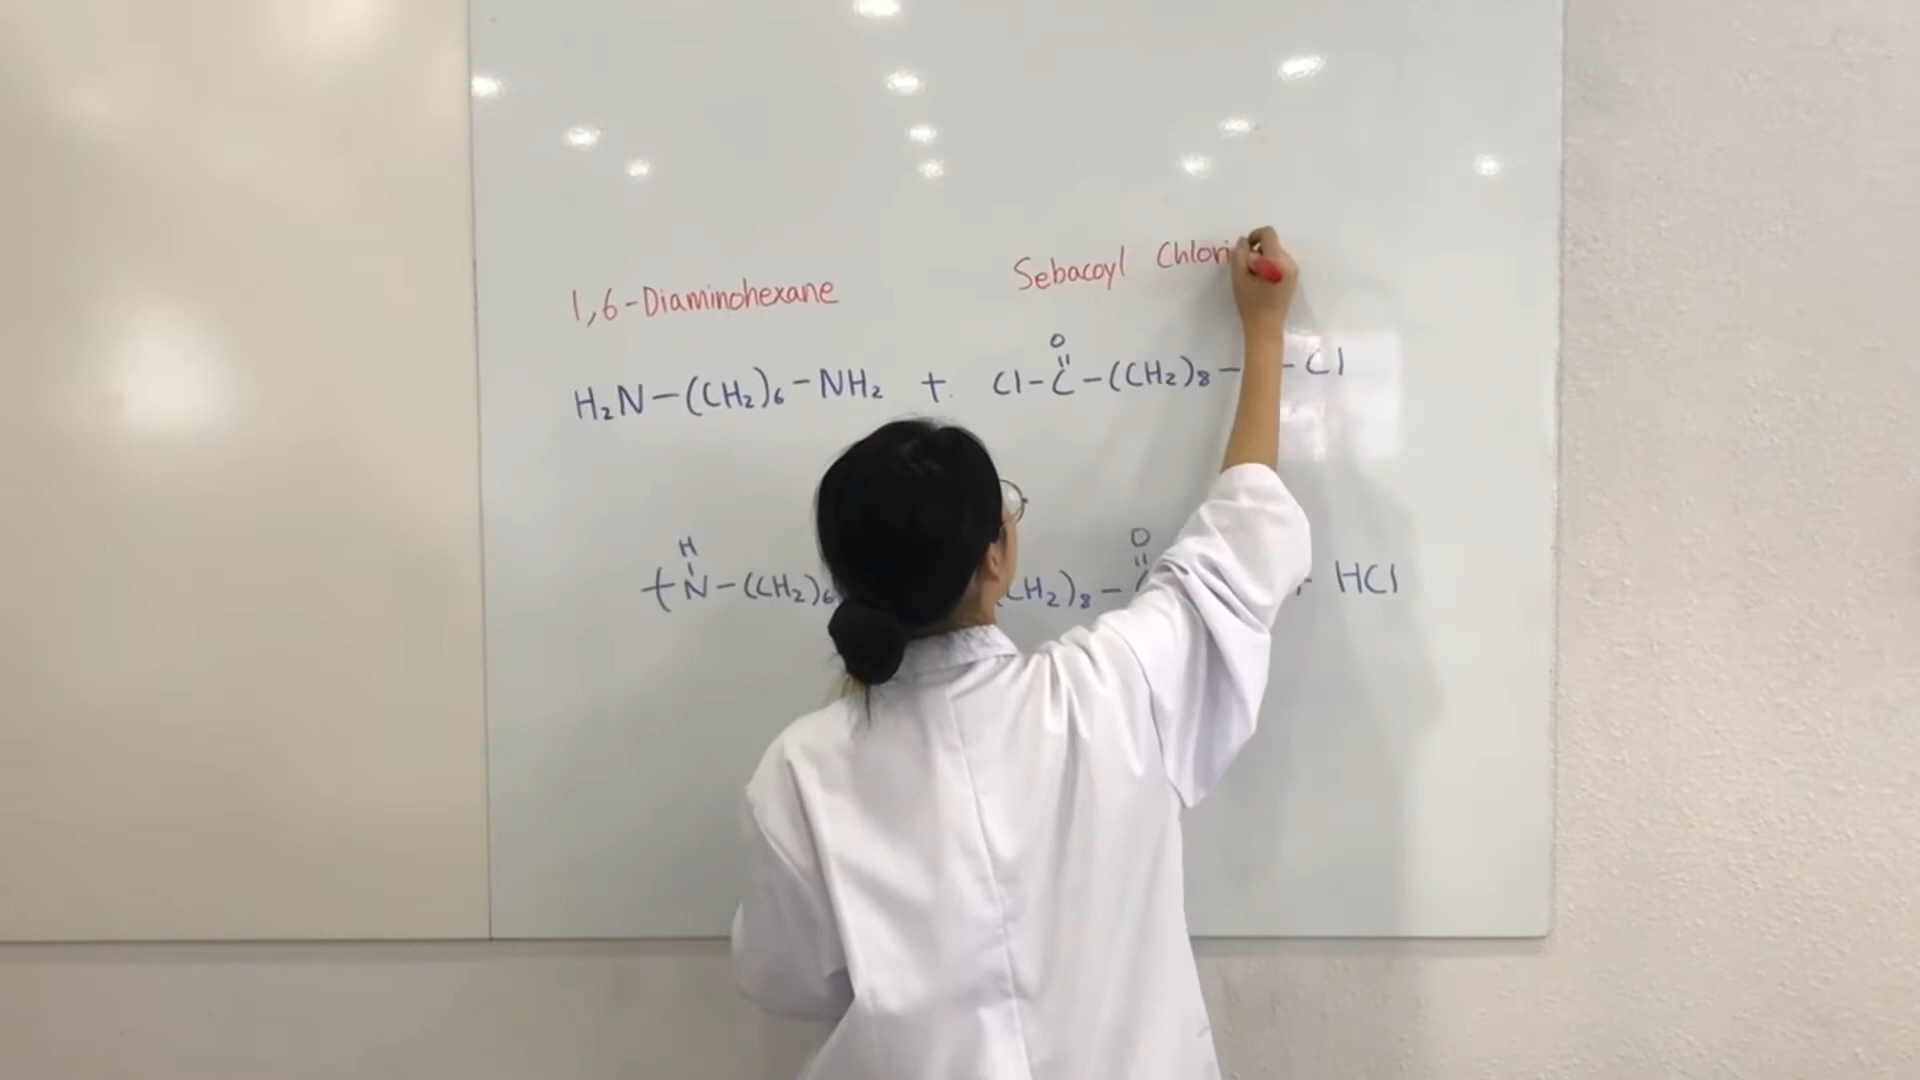 Sebacoyl Chlori
1,6-Diaminohexane
O
H₂N-(CH₂)₆-NH₂ + Cl-C-(CH₂)₈- -Cl
H O
N-(CH₂)₆ CH₂)₈- HCl